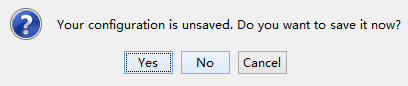 Your configuration is unsaved. Do you want to save it now?
Yes No Cancel